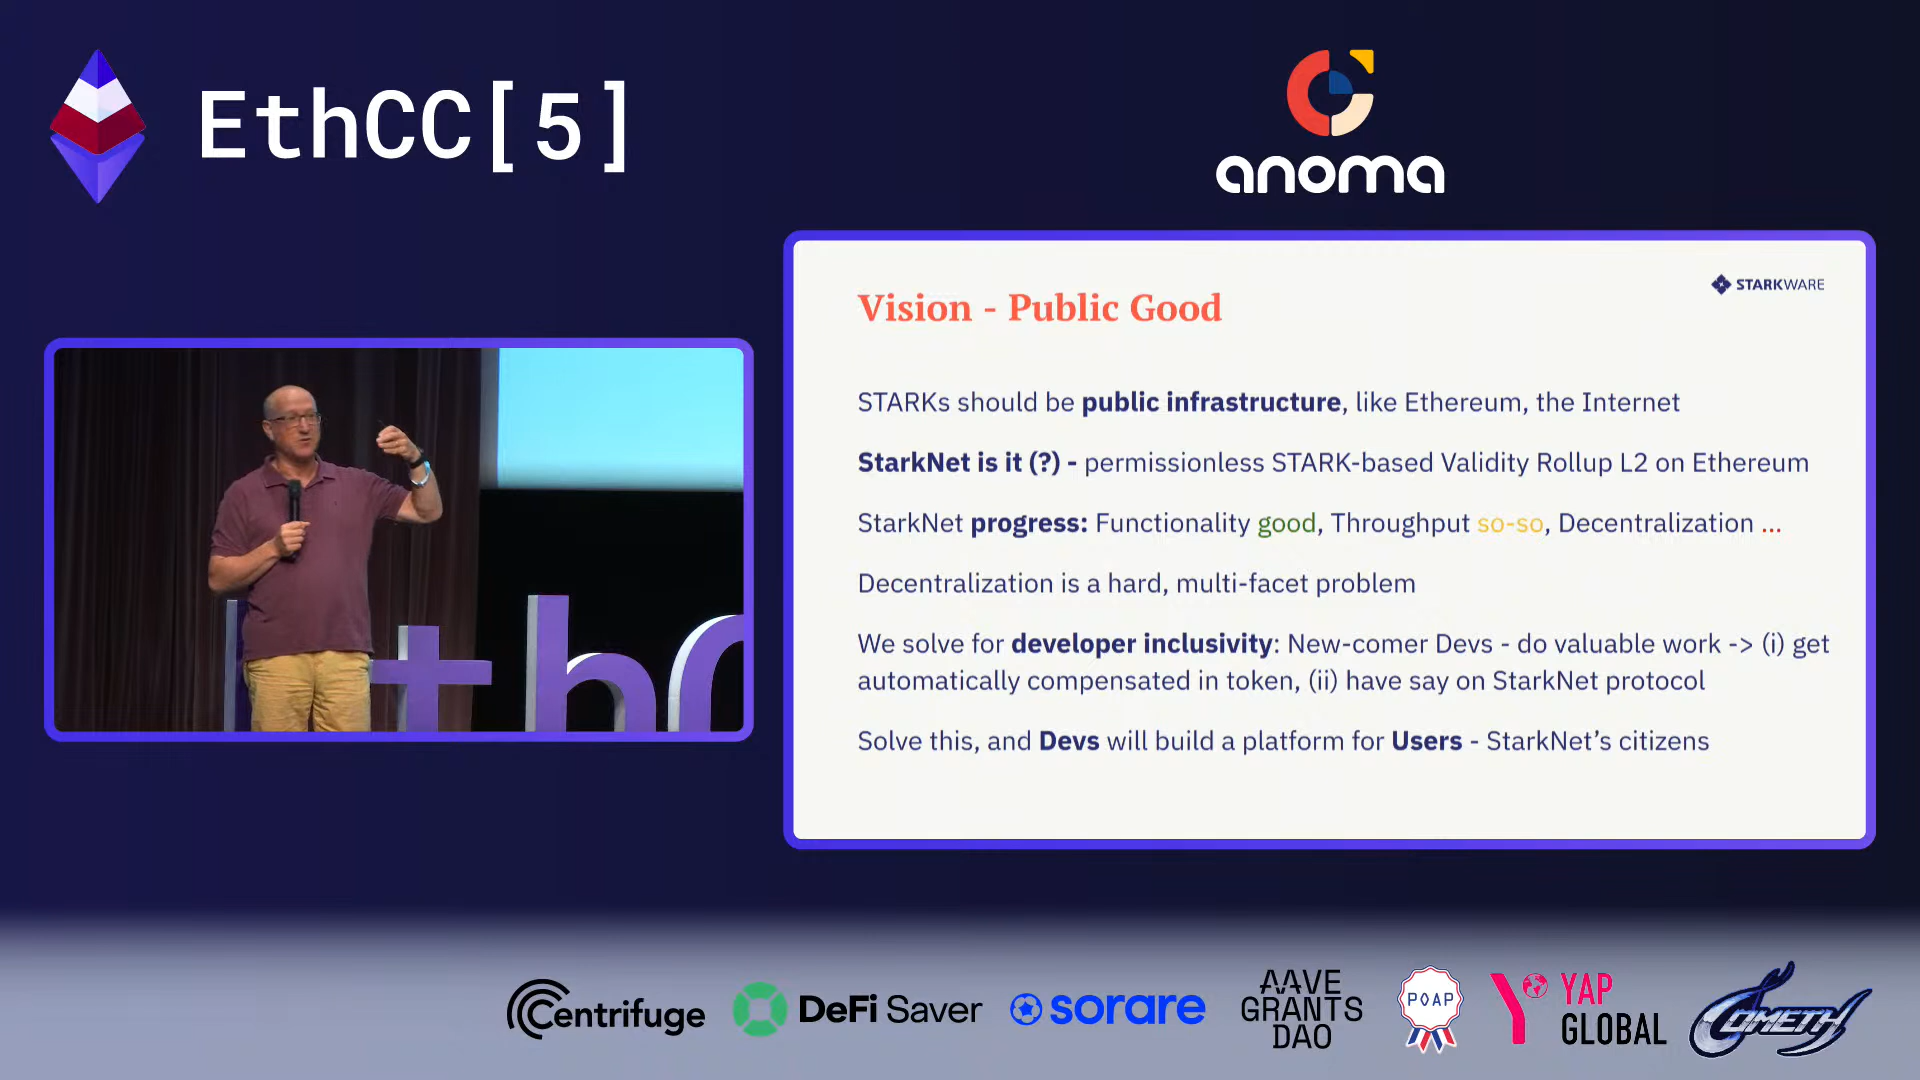 EthCC[5]
anoma
STARKWARE
Vision - Public Good
STARKs should be public infrastructure, like Ethereum, the Internet
StarkNet is it (?) - permissionless STARK-based Validity Rollup L2 on Ethereum
StarkNet progress: Functionality good, Throughput so-so, Decentralization ...
Decentralization is a hard, multi-facet problem
We solve for developer inclusivity: New-comer Devs - do valuable work -> (i) get
automatically compensated in token, (ii) have say on StarkNet protocol
Solve this, and Devs will build a platform for Users - StarkNet's citizens
thC
Centrifuge
DeFi Saver
sorare
AAVE
GRANTS
DAO
POAP
YAP
GLOBAL
COMETH